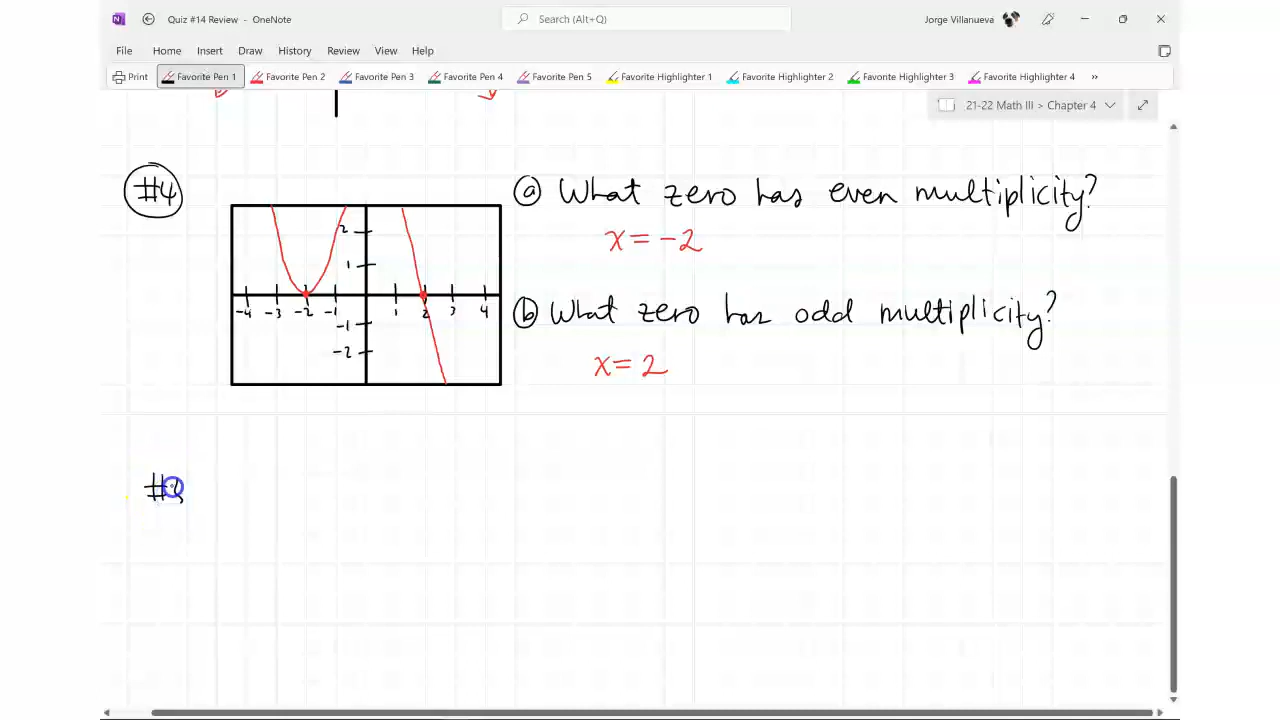 Quiz #14 Review - OneNote
Search (Alt+Q)
Jorge Villanueva
File Home Insert Draw History Review View Help
Print Favorite Pen 1 Favorite Pen 2 Favorite Pen 3 Favorite Pen 4 Favorite Pen 5 Favorite Highlighter 1 Favorite Highlighter 2 Favorite Highlighter 3 Favorite Highlighter 4 »
21-22 Math III > Chapter 4
#4
ⓐ What zero has even multiplicity?
x = -2
ⓑ What zero has odd multiplicity?
x = 2
2
1
-4 -3 -2 -1 1 2 3 4
-1
-2
#